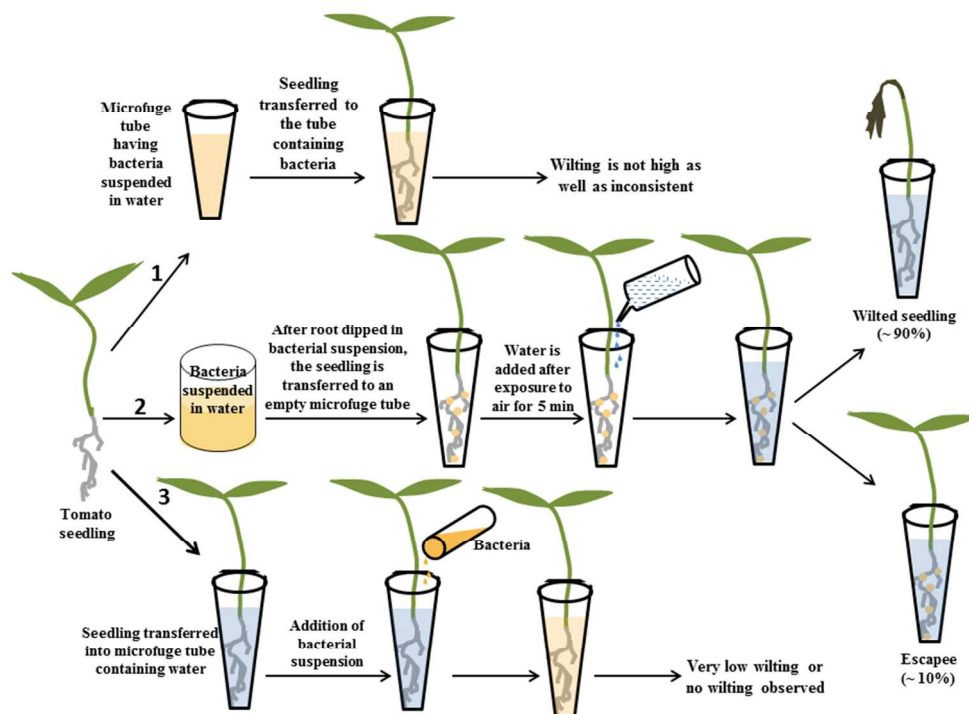 Microfuge
tube
having
bacteria
suspended
in water
Seedling
transferred to
the tube
containing
bacteria
Wilting is not high as
well as inconsistent
1
Tomato
seedling
2
Bacteria
suspended
in water
After root dipped in
bacterial suspension,
the seedling is
transferred to an
empty microfuge tube
Water is
added after
exposure to
air for 5 min
Wilted seedling
(~ 90%)
Escapee
(~ 10%)
3
Seedling transferred
into microfuge tube
containing water
Addition of
bacterial
suspension
Bacteria
Very low wilting or
no wilting observed